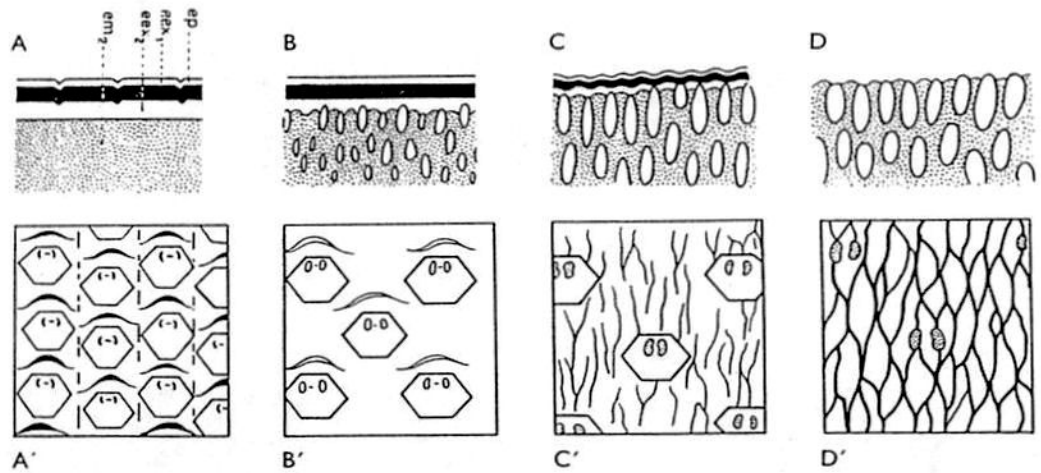 em₂ eex₂ eex₁ ep
A B C D
A′ B′ C′ D′